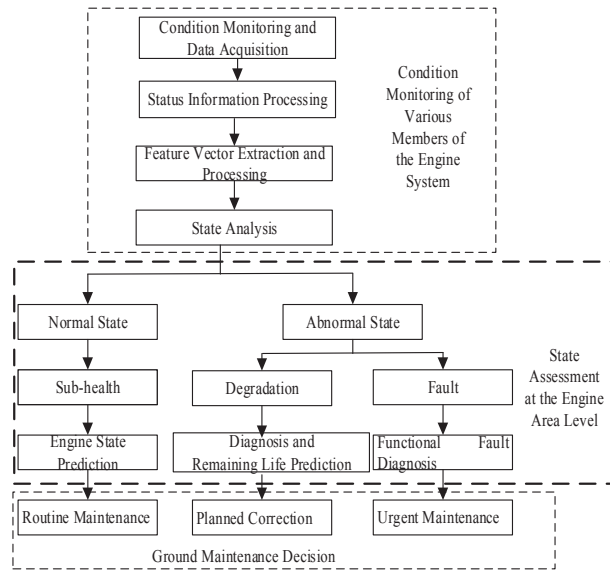 Condition Monitoring and
Data Acquisition
Status Information Processing
Feature Vector Extraction and
Processing
State Analysis
Condition
Monitoring of
Various
Members of
the Engine
System
Normal State
Abnormal State
Sub-health
Degradation
Fault
Engine State
Prediction
Diagnosis and
Remaining Life Prediction
Functional Fault
Diagnosis
State
Assessment
at the Engine
Area Level
Routine Maintenance
Planned Correction
Urgent Maintenance
Ground Maintenance Decision